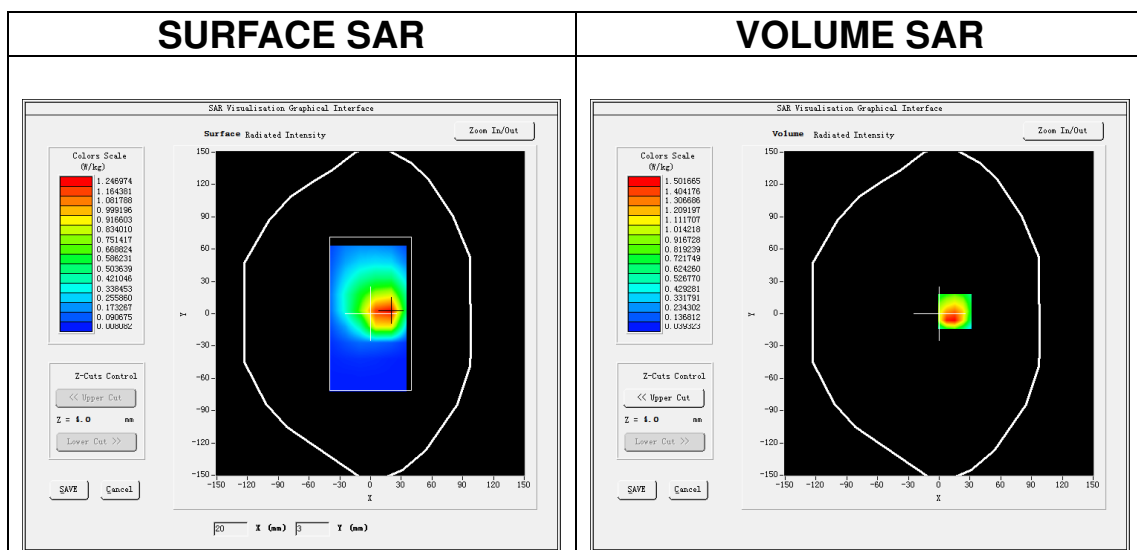 SURFACE SAR
VOLUME SAR
SAR Visualisation Graphical Interface
Surface Radiated Intensity
Zoom In/Out
Colors Scale
(W/kg)
1.246974
1.164381
1.081788
0.999196
0.916603
0.834010
0.751417
0.668824
0.586231
0.503639
0.421046
0.338453
0.255860
0.173267
0.090675
0.008082
Z-Cuts Control
<< Upper Cut
Z = 4.0 mm
Lower Cut >>
SAVE Cancel
150
120
90
60
30
0
-30
-60
-90
-120
-150
Y
-150 -120 -90 -60 -30 0 30 60 90 120 150
X
20 X (mm) 3 Y (mm)
SAR Visualisation Graphical Interface
Volume Radiated Intensity
Zoom In/Out
Colors Scale
(W/kg)
1.501665
1.404176
1.306686
1.209197
1.111707
1.014218
0.916728
0.819239
0.721749
0.624260
0.526770
0.429281
0.331791
0.234302
0.136812
0.039323
Z-Cuts Control
<< Upper Cut
Z = 4.0 mm
Lower Cut >>
SAVE Cancel
150
120
90
60
30
0
-30
-60
-90
-120
-150
Y
-150 -120 -90 -60 -30 0 30 60 90 120 150
X